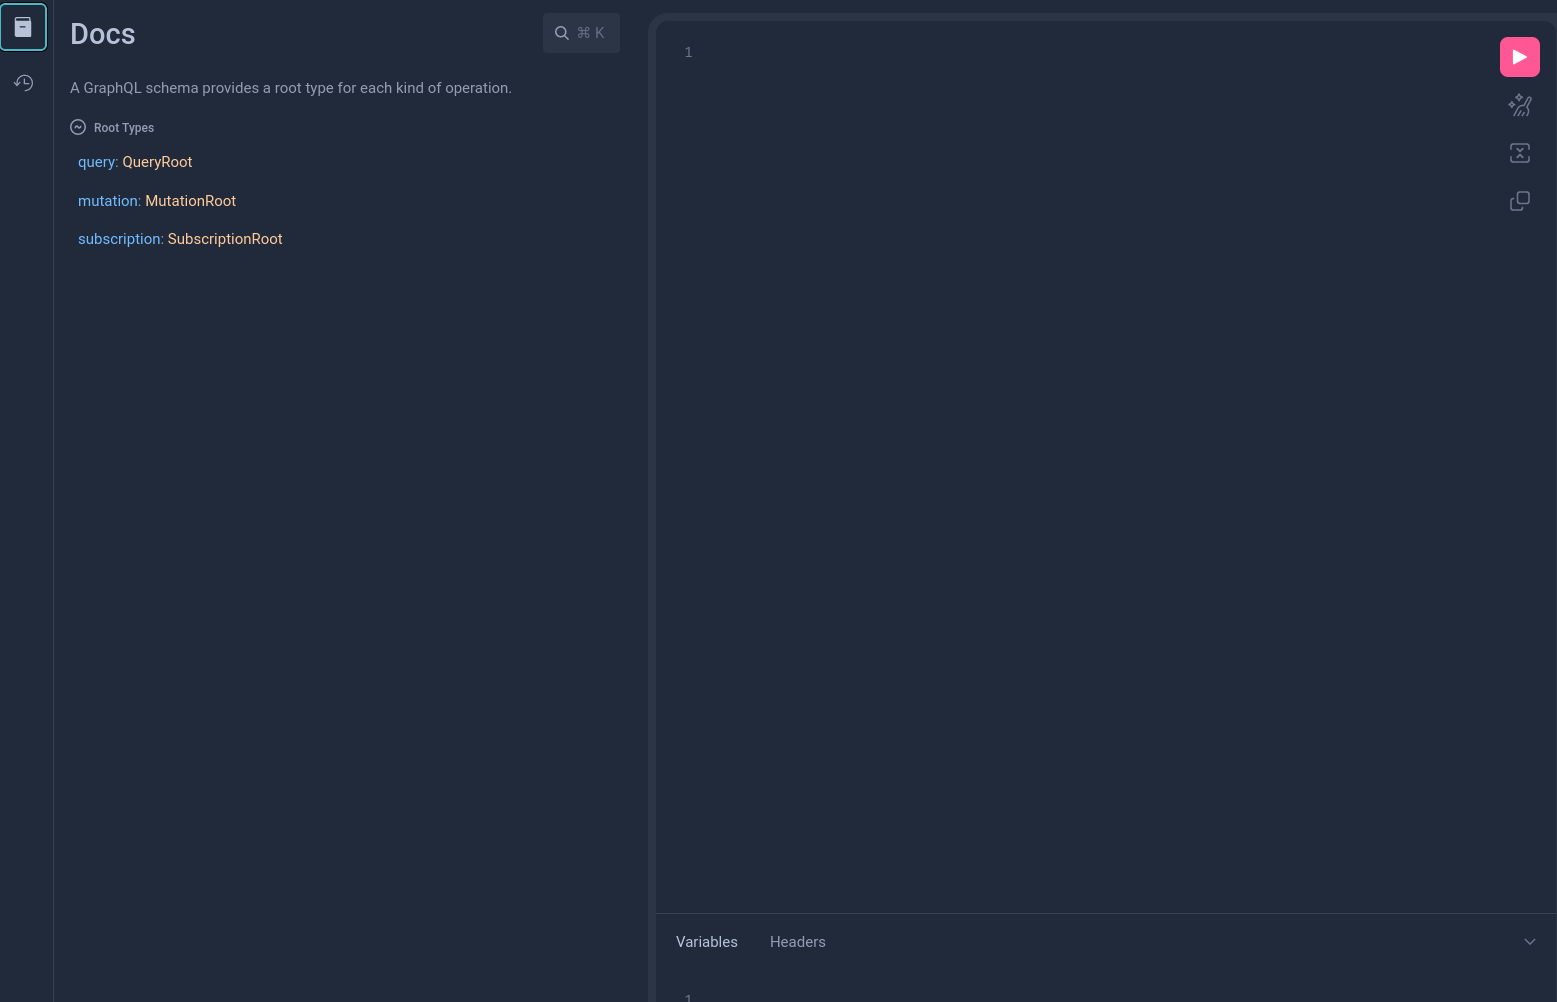 Docs
⌘ K
A GraphQL schema provides a root type for each kind of operation.
Root Types
query: QueryRoot
mutation: MutationRoot
subscription: SubscriptionRoot
1
Variables
Headers
1